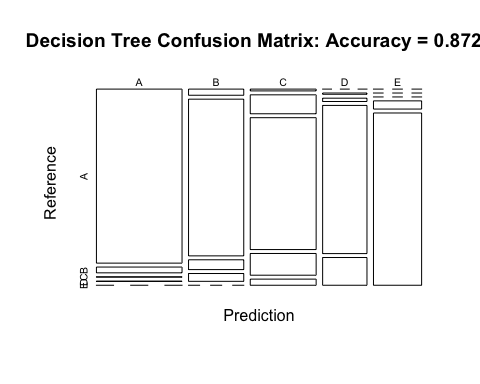 Decision Tree Confusion Matrix: Accuracy = 0.872
A B C D E
Reference
A
B
C
D
E
Prediction